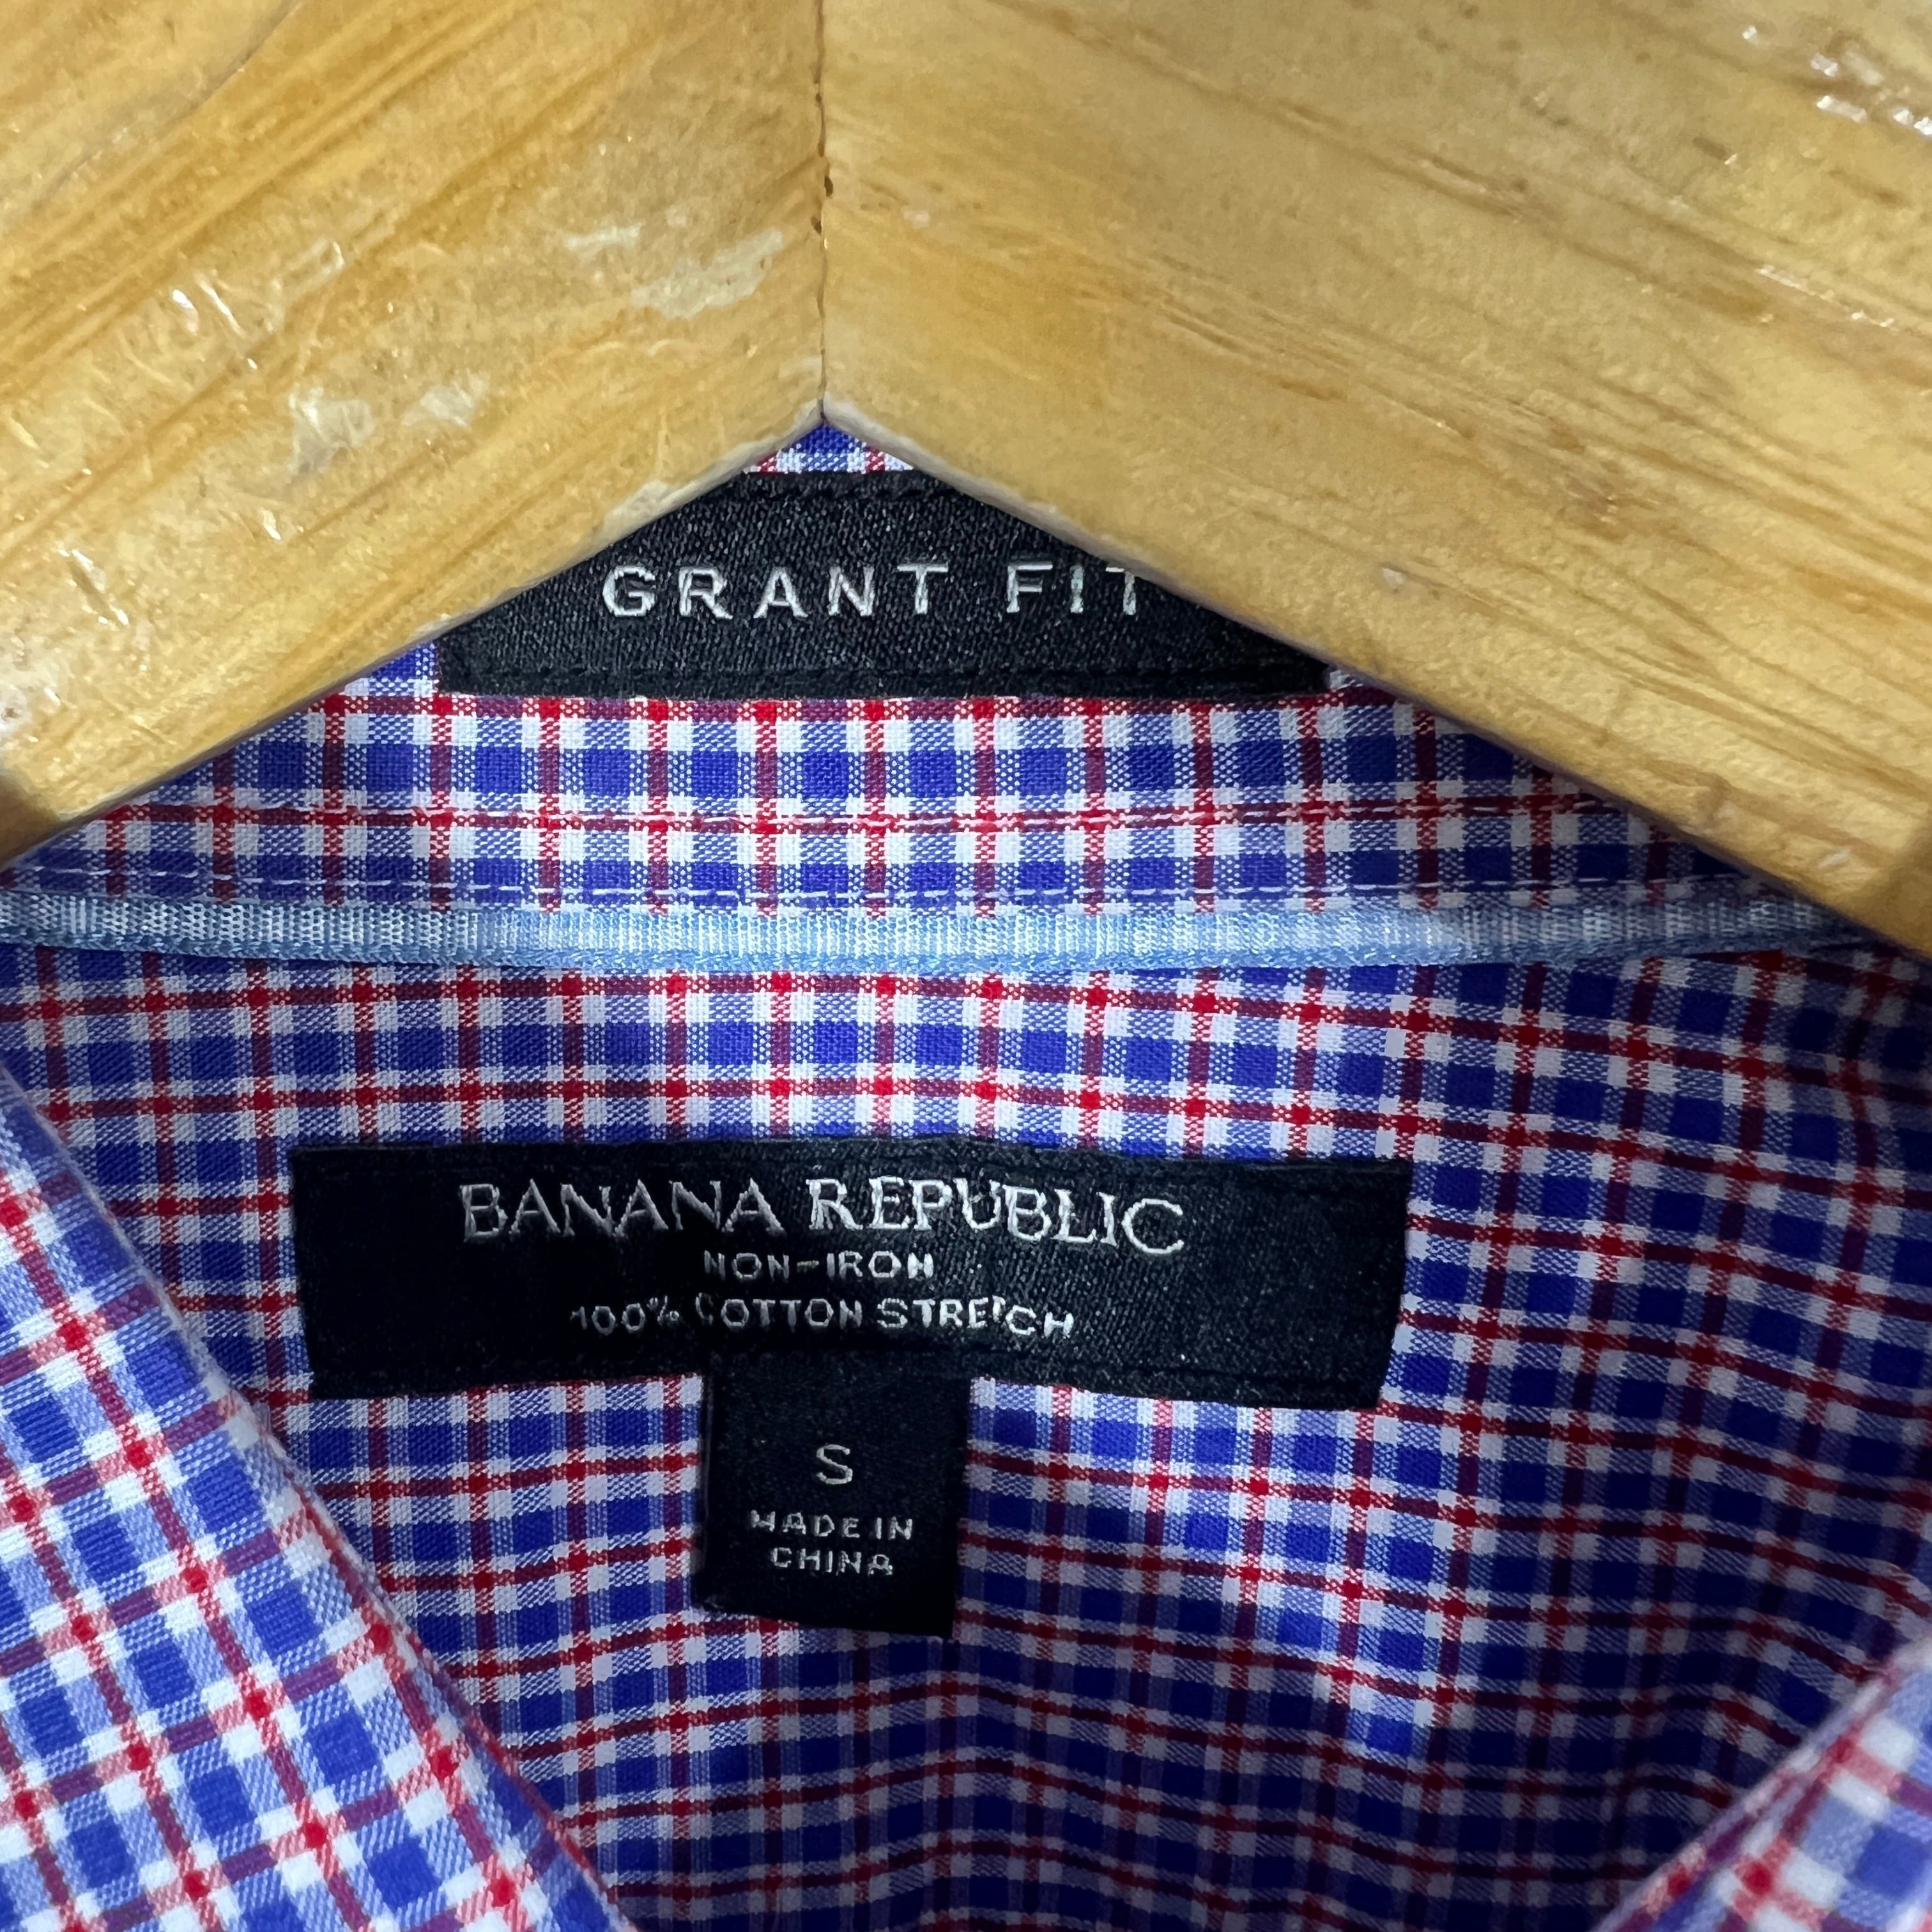 GRANT FIT
BANANA REPUBLIC
NON-IRON
100% COTTON STRETCH
S
MADE IN
CHINA